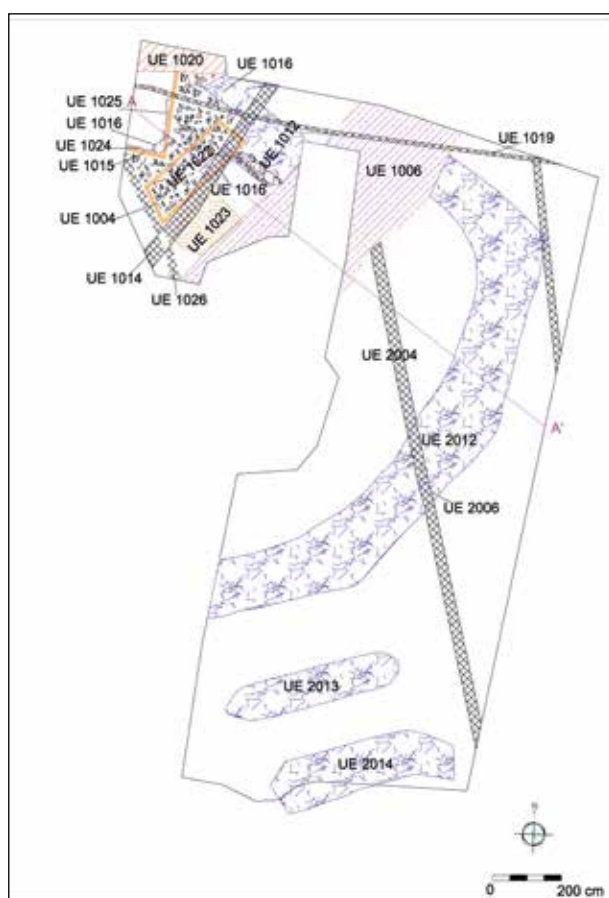 UE 1020
UE 1016
UE 1025
A
UE 1016
UE 1024
UE 1015
UE 1022
UE 1012
UE 1019
UE 1006
UE 1016
UE 1004
UE 1023
UE 1014
UE 1026
UE 2004
A'
UE 2012
UE 2006
UE 2013
UE 2014
N
0 200 cm